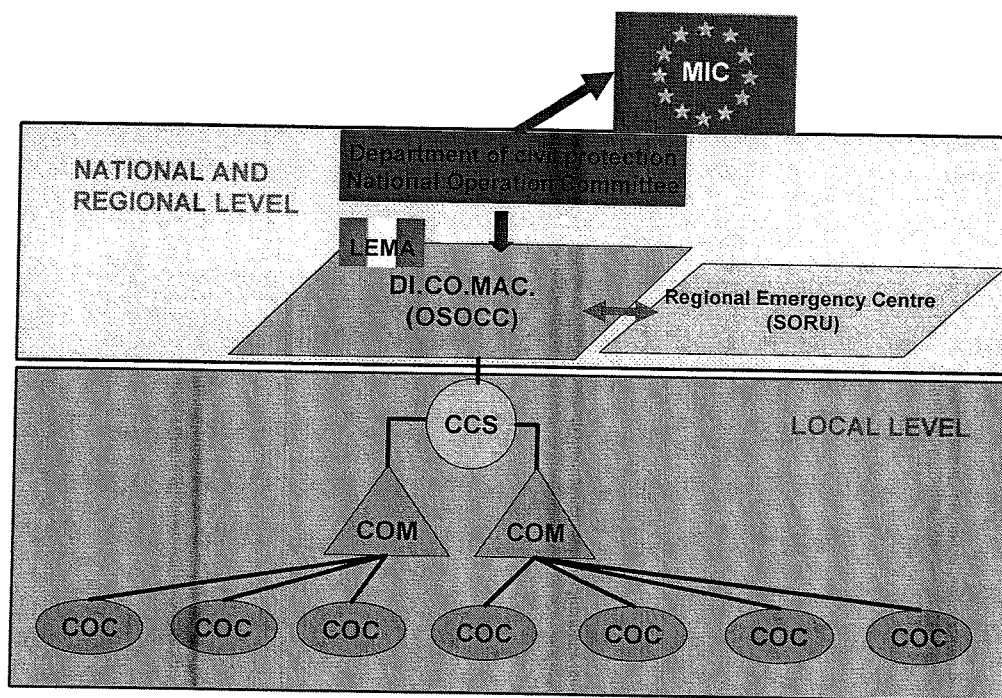 MIC
Department of civil protection
National Operation Committee
NATIONAL AND
REGIONAL LEVEL
LEMA
DI.CO.MAC.
(OSOCC)
Regional Emergency Centre
(SORU)
CCS
LOCAL LEVEL
COM
COM
COC
COC
COC
COC
COC
COC
COC